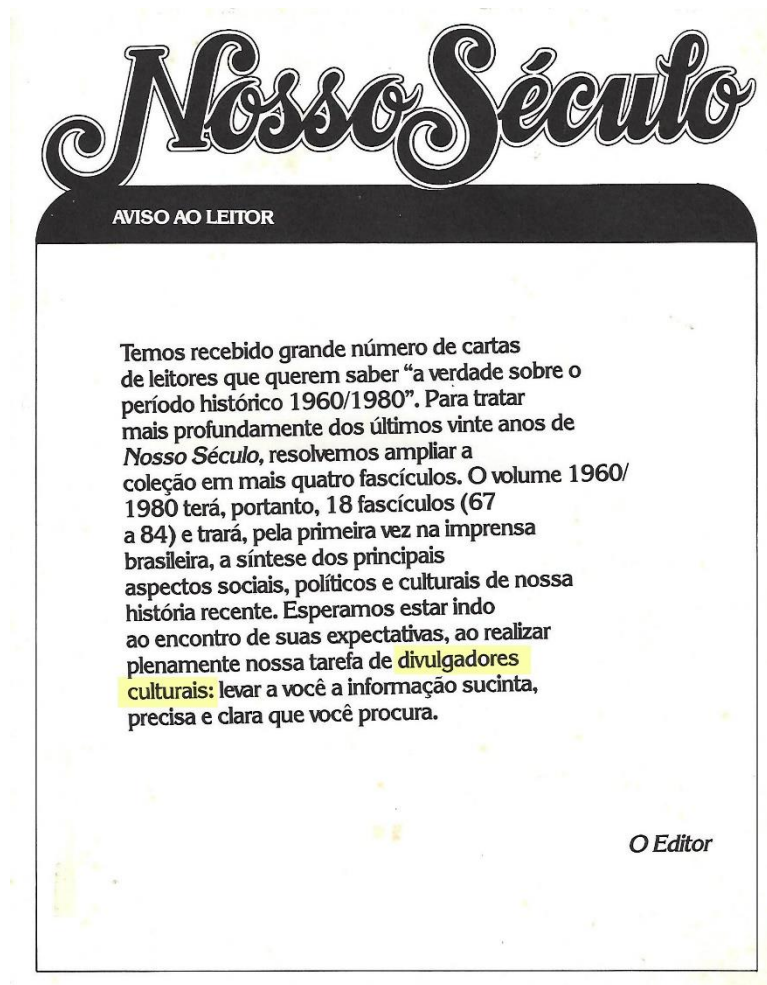 Nosso Século
AVISO AO LEITOR
Temos recebido grande número de cartas
de leitores que querem saber “a verdade sobre o
período histórico 1960/1980”. Para tratar
mais profundamente dos últimos vinte anos de
Nosso Século, resolvemos ampliar a
coleção em mais quatro fascículos. O volume 1960/
1980 terá, portanto, 18 fascículos (67
a 84) e trará, pela primeira vez na imprensa
brasileira, a síntese dos principais
aspectos sociais, políticos e culturais de nossa
história recente. Esperamos estar indo
ao encontro de suas expectativas, ao realizar
plenamente nossa tarefa de divulgadores
culturais: levar a você a informação sucinta,
precisa e clara que você procura.
O Editor